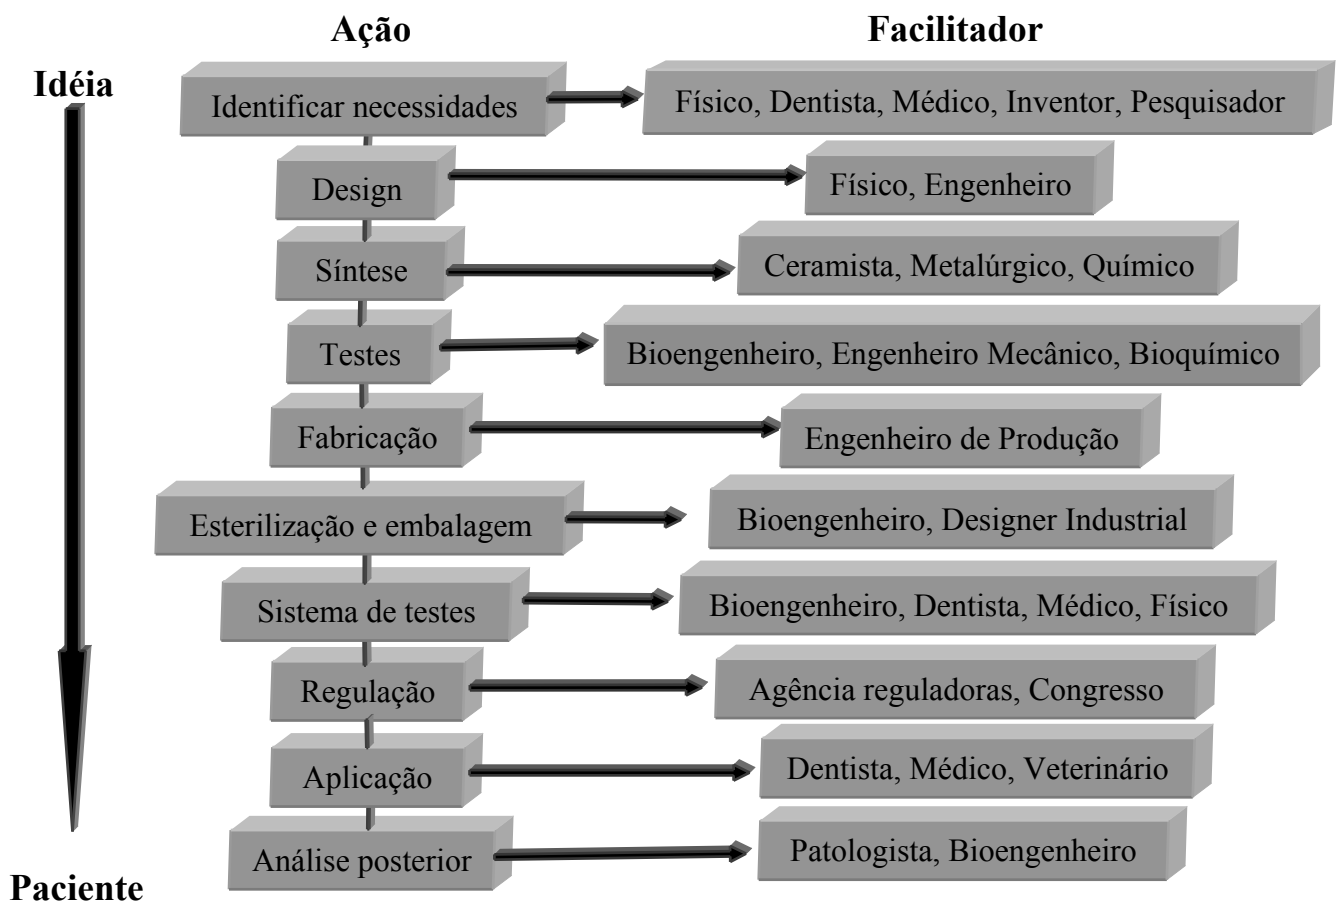 Ação
Facilitador
Idéia
Identificar necessidades
Físico, Dentista, Médico, Inventor, Pesquisador
Design
Físico, Engenheiro
Síntese
Ceramista, Metalúrgico, Químico
Testes
Bioengenheiro, Engenheiro Mecânico, Bioquímico
Fabricação
Engenheiro de Produção
Esterilização e embalagem
Bioengenheiro, Designer Industrial
Sistema de testes
Bioengenheiro, Dentista, Médico, Físico
Regulação
Agência reguladoras, Congresso
Aplicação
Dentista, Médico, Veterinário
Análise posterior
Patologista, Bioengenheiro
Paciente